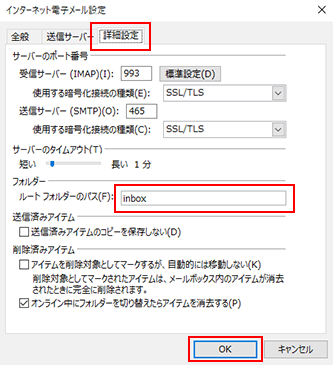 インターネット電子メール設定
全般 送信サーバー 詳細設定
サーバーのポート番号
受信サーバー (IMAP)(I): 993 標準設定(D)
使用する暗号化接続の種類(E): SSL/TLS
送信サーバー (SMTP)(O): 465
使用する暗号化接続の種類(C): SSL/TLS
サーバーのタイムアウト(T)
短い 長い 1 分
フォルダー
ルート フォルダーのパス(F): inbox
送信済みアイテム
送信済みアイテムのコピーを保存しない(D)
削除済みアイテム
アイテムを削除対象としてマークするが、自動的には移動しない(K)
削除対象としてマークされたアイテムは、メールボックス内のアイテムが消去
されたときに完全に削除されます。
オンライン中にフォルダーを切り替えたらアイテムを消去する(P)
OK キャンセル